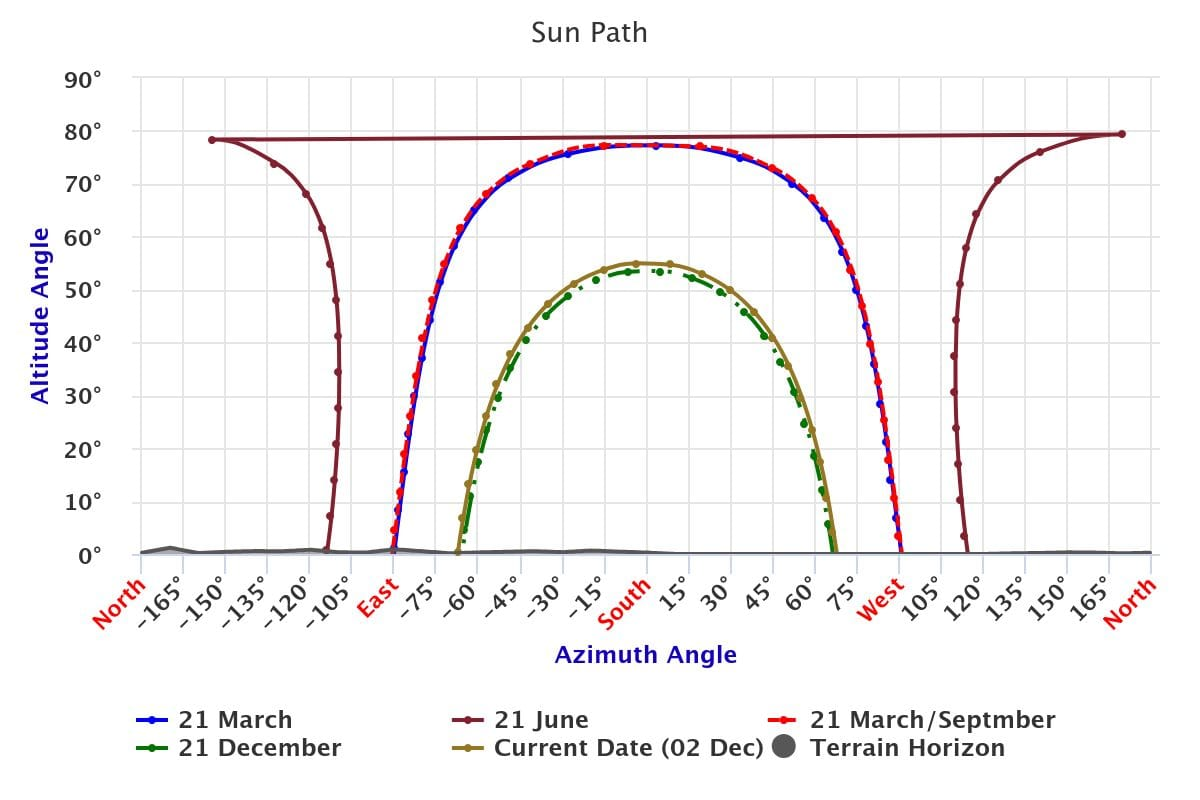 Sun Path
90°
80°
70°
60°
50°
40°
30°
20°
10°
0°
Altitude Angle
North
−165°
−150°
−135°
−120°
−105°
East
−75°
−60°
−45°
−30°
−15°
South
15°
30°
45°
60°
75°
West
105°
120°
135°
150°
165°
North
Azimuth Angle
21 March
21 June
21 March/Septmber
21 December
Current Date (02 Dec)
Terrain Horizon